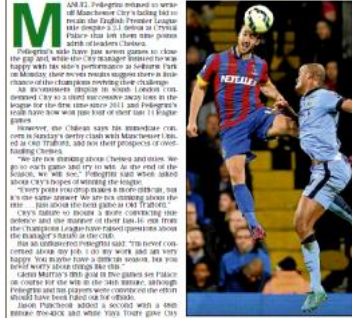 MANUEL Pellegrini refused to write
off Manchester City's fading bid to
retain the English Premier League
title despite a 2-1 defeat at Crystal
Palace that left them nine points
adrift of leaders Chelsea.
Pellegrini's side have just seven games to close
the gap and, while the City manager insisted he was
happy with his side's performance at Selhurst Park
on Monday, their recent results suggest there is little
chance of the champions reviving their challenge.
An inconsistent display in south London con-
demned City to a third successive away loss in the
league for the first time since 2011 and Pellegrini's
team have now won just four of their last 11 league
games.
However, the Chilean says his immediate con-
cern is Sunday's derby clash with Manchester Unit-
ed at Old Trafford, and not their prospects of over-
hauling Chelsea.
"We are not thinking about Chelsea and titles. We
go to each game and try to win. At the end of the
season, we will see," Pellegrini said when asked
about City's hopes of winning the league.
"Every point you drop makes it more difficult, but
it's the same answer. We are not thinking about the
title ... just about the next game at Old Trafford."
City's failure to mount a more convincing title
defence and the manner of their last-16 exit from
the Champions League have raised questions about
the manager's future at the club.
But an unflustered Pellegrini said: "I'm never con-
cerned about my job. I do my work and am very
happy. You maybe have a difficult season, but you
never worry about things like this."
Glenn Murray's fifth goal in five games set Palace
on course for the win in the 34th minute, although
Pellegrini and his players were convinced the effort
should have been ruled out for offside.
Jason Puncheon added a second with a 48th
minute free-kick and while Yaya Toure gave City
NETELLER